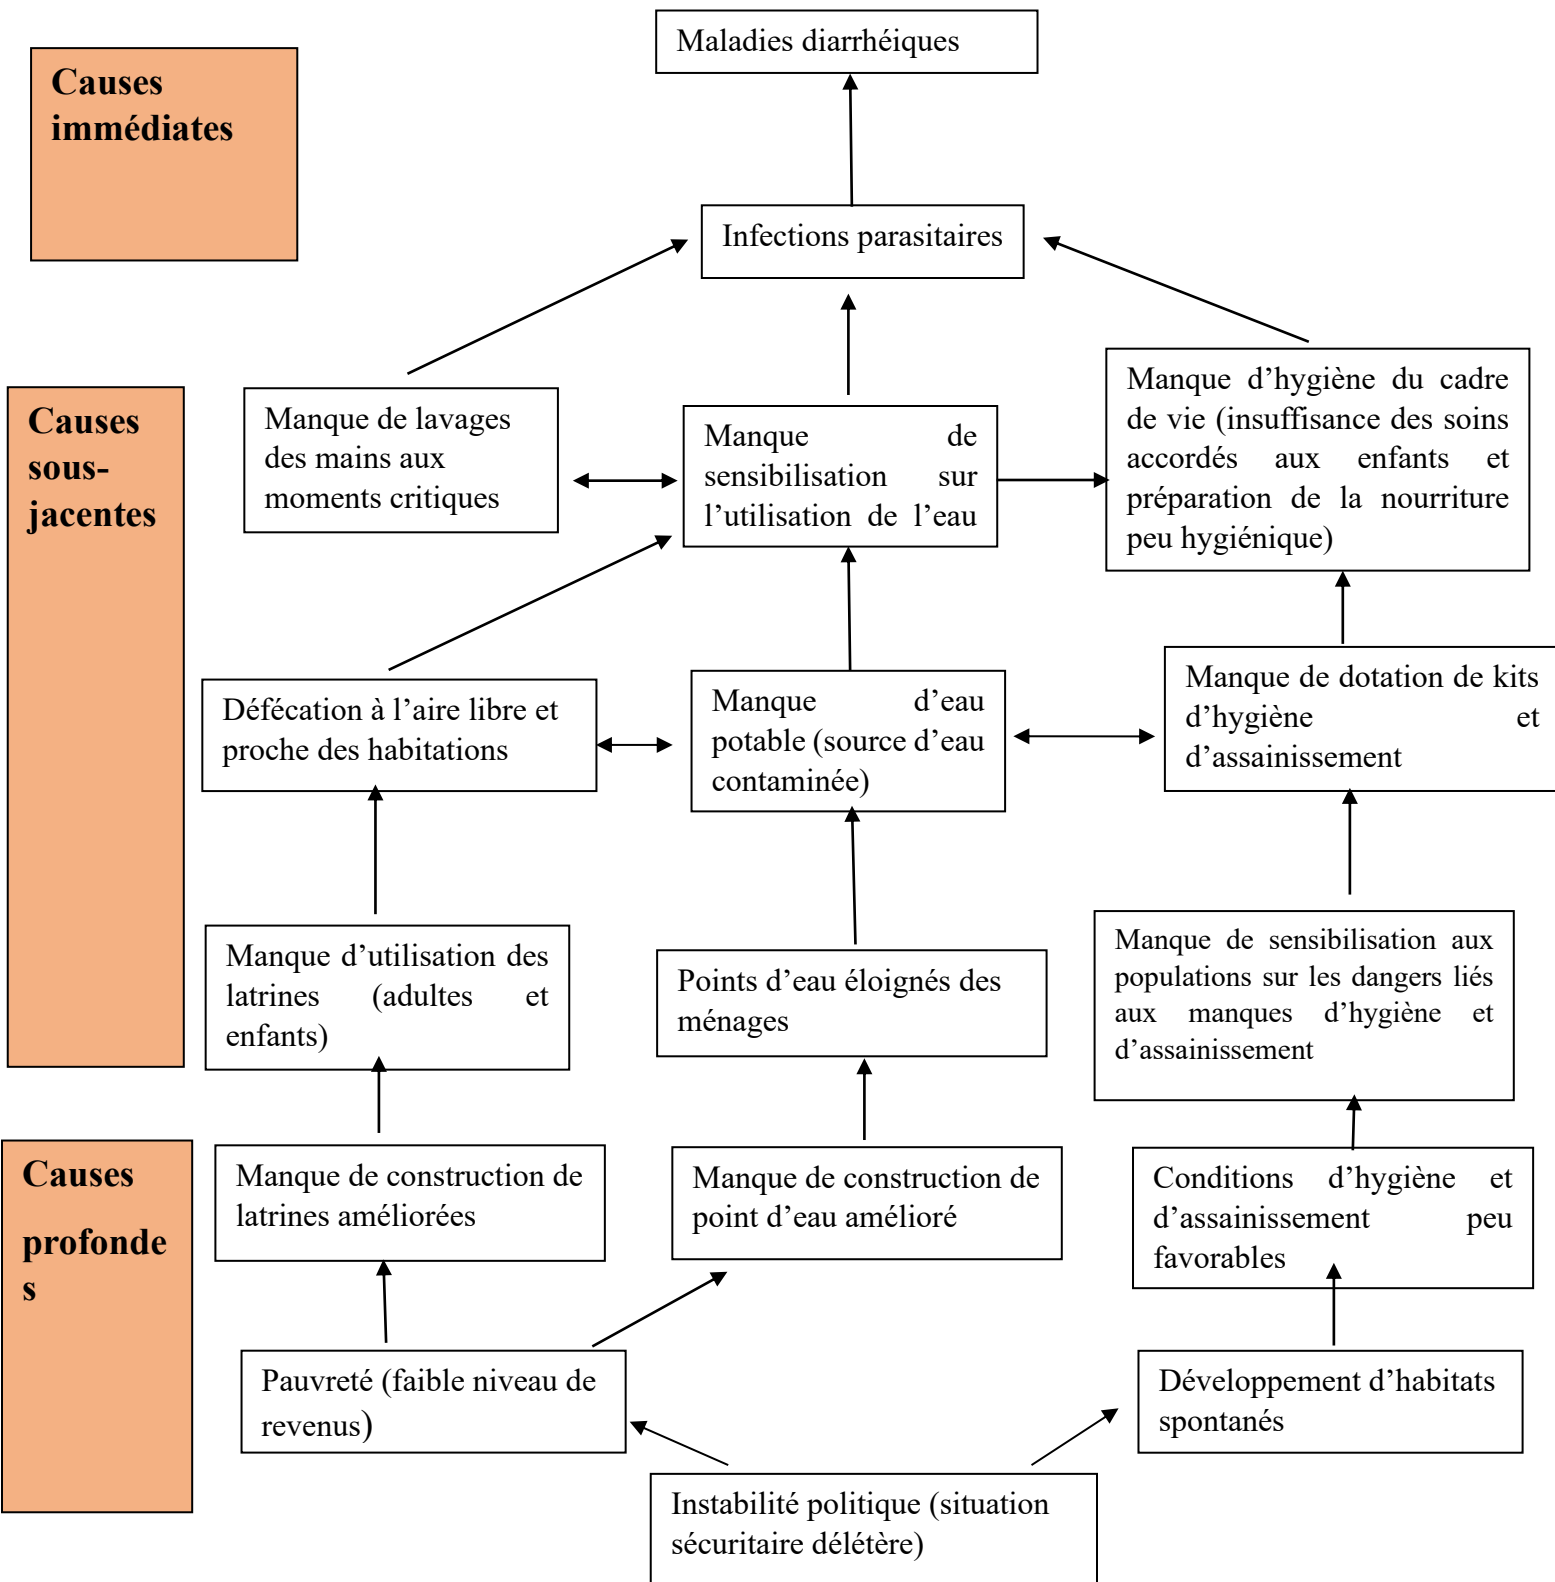 Maladies diarrhéiques
Causes
immédiates
Infections parasitaires
Causes
sous-
jacentes
Manque de lavages
des mains aux
moments critiques
Manque de
sensibilisation sur
l’utilisation de l’eau
Manque d’hygiène du cadre
de vie (insuffisance des soins
accordés aux enfants et
préparation de la nourriture
peu hygiénique)
Défécation à l’aire libre et
proche des habitations
Manque d’eau
potable (source d’eau
contaminée)
Manque de dotation de kits
d’hygiène et
d’assainissement
Manque d’utilisation des
latrines (adultes et
enfants)
Points d’eau éloignés des
ménages
Manque de sensibilisation aux
populations sur les dangers liés
aux manques d’hygiène et
d’assainissement
Causes
profonde
s
Manque de construction de
latrines améliorées
Manque de construction de
point d’eau amélioré
Conditions d’hygiène et
d’assainissement peu
favorables
Pauvreté (faible niveau de
revenus)
Développement d’habitats
spontanés
Instabilité politique (situation
sécuritaire délétère)